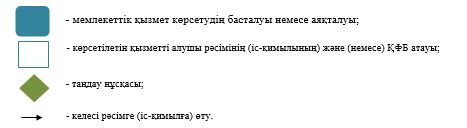 - мемлекеттік қызмет көрсетудің басталуы немесе аяқталуы;
- көрсетілетін қызметті алушы рәсімінің (іс-қимылының) және (немесе) ҚФБ атауы;
- таңдау нұсқасы;
- келесі рәсімге (іс-қимылға) өту.